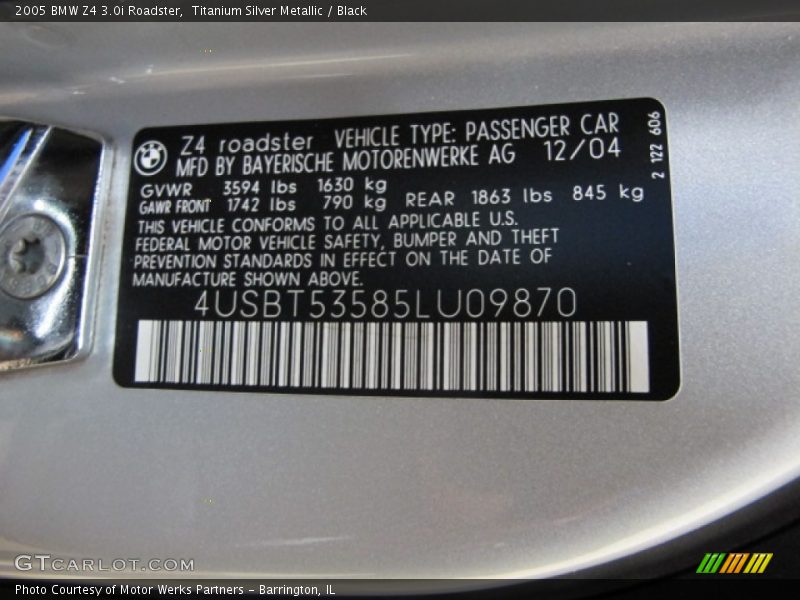 2005 BMW Z4 3.0i Roadster, Titanium Silver Metallic / Black
Z4 roadster VEHICLE TYPE: PASSENGER CAR
MFD BY BAYERISCHE MOTORENWERKE AG 12/04
2 122 606
GVWR 3594 lbs 1630 kg
GAWR FRONT 1742 lbs 790 kg REAR 1863 lbs 845 kg
THIS VEHICLE CONFORMS TO ALL APPLICABLE U.S.
FEDERAL MOTOR VEHICLE SAFETY, BUMPER AND THEFT
PREVENTION STANDARDS IN EFFECT ON THE DATE OF
MANUFACTURE SHOWN ABOVE.
4USBT53585LU09870
GTCARLOT.COM
Photo Courtesy of Motor Werks Partners - Barrington, IL